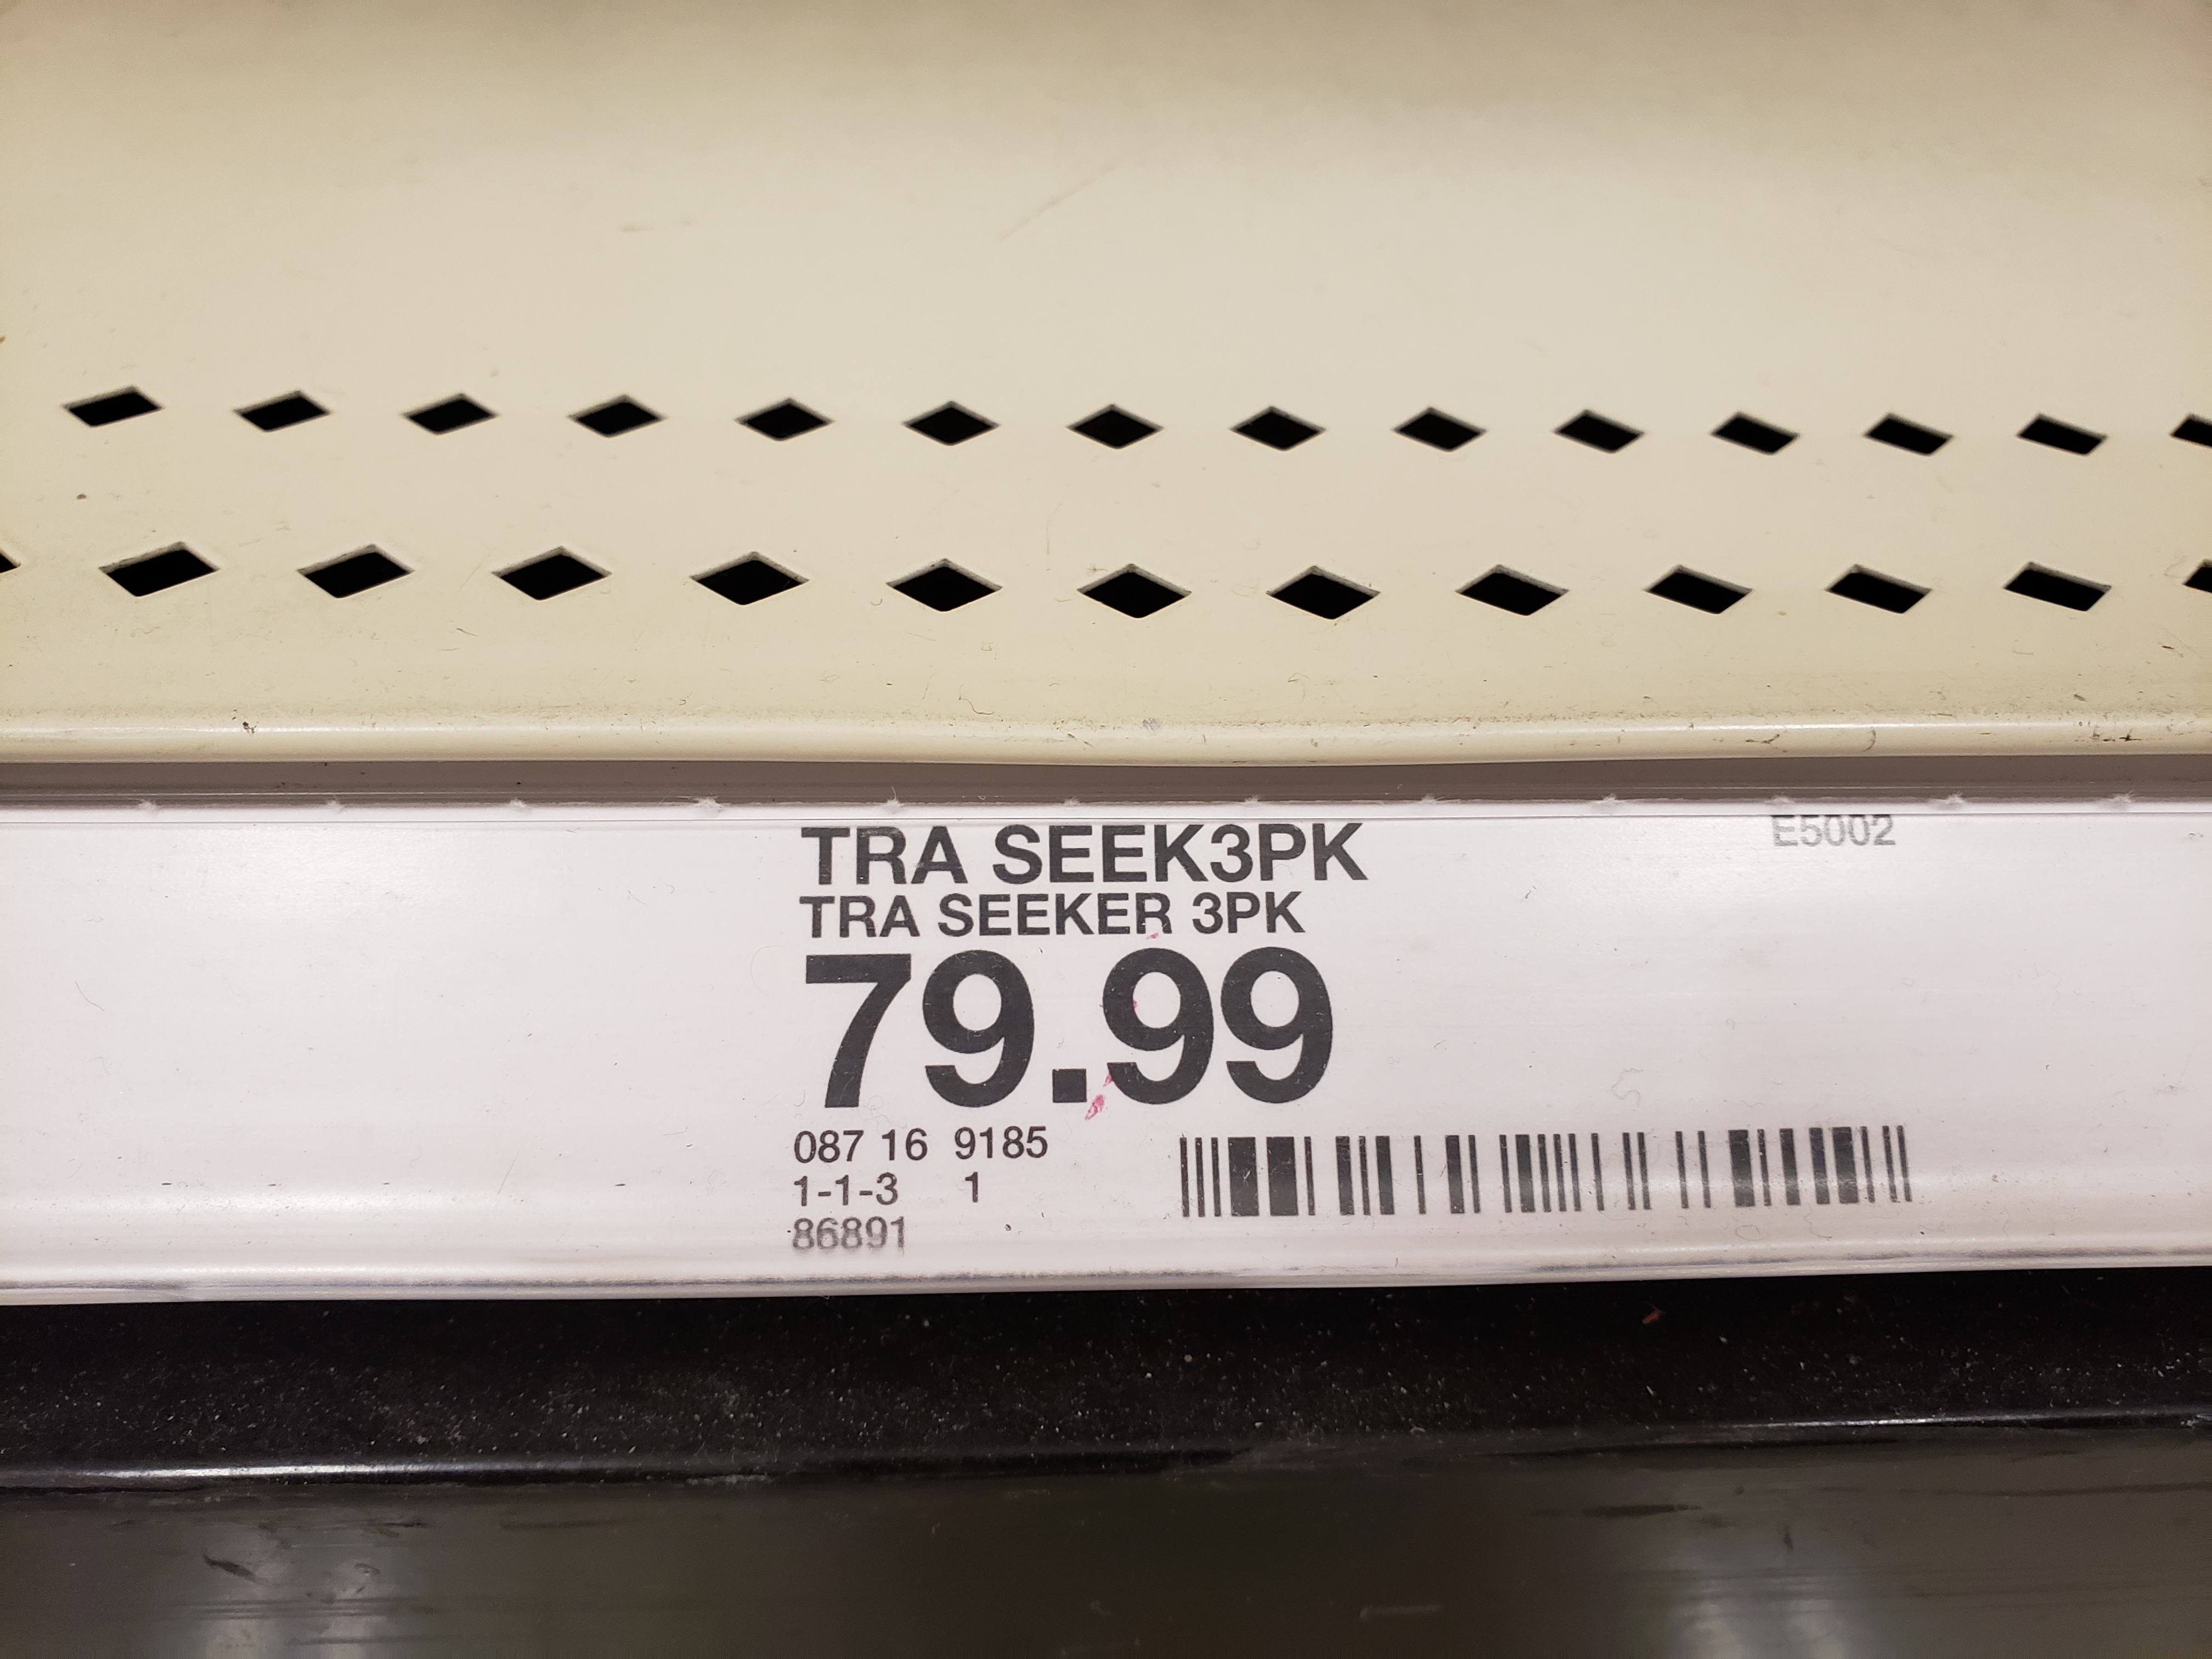 E5002
TRA SEEK3PK
TRA SEEKER 3PK
79.99
087 16 9185
1-1-3 1
86891